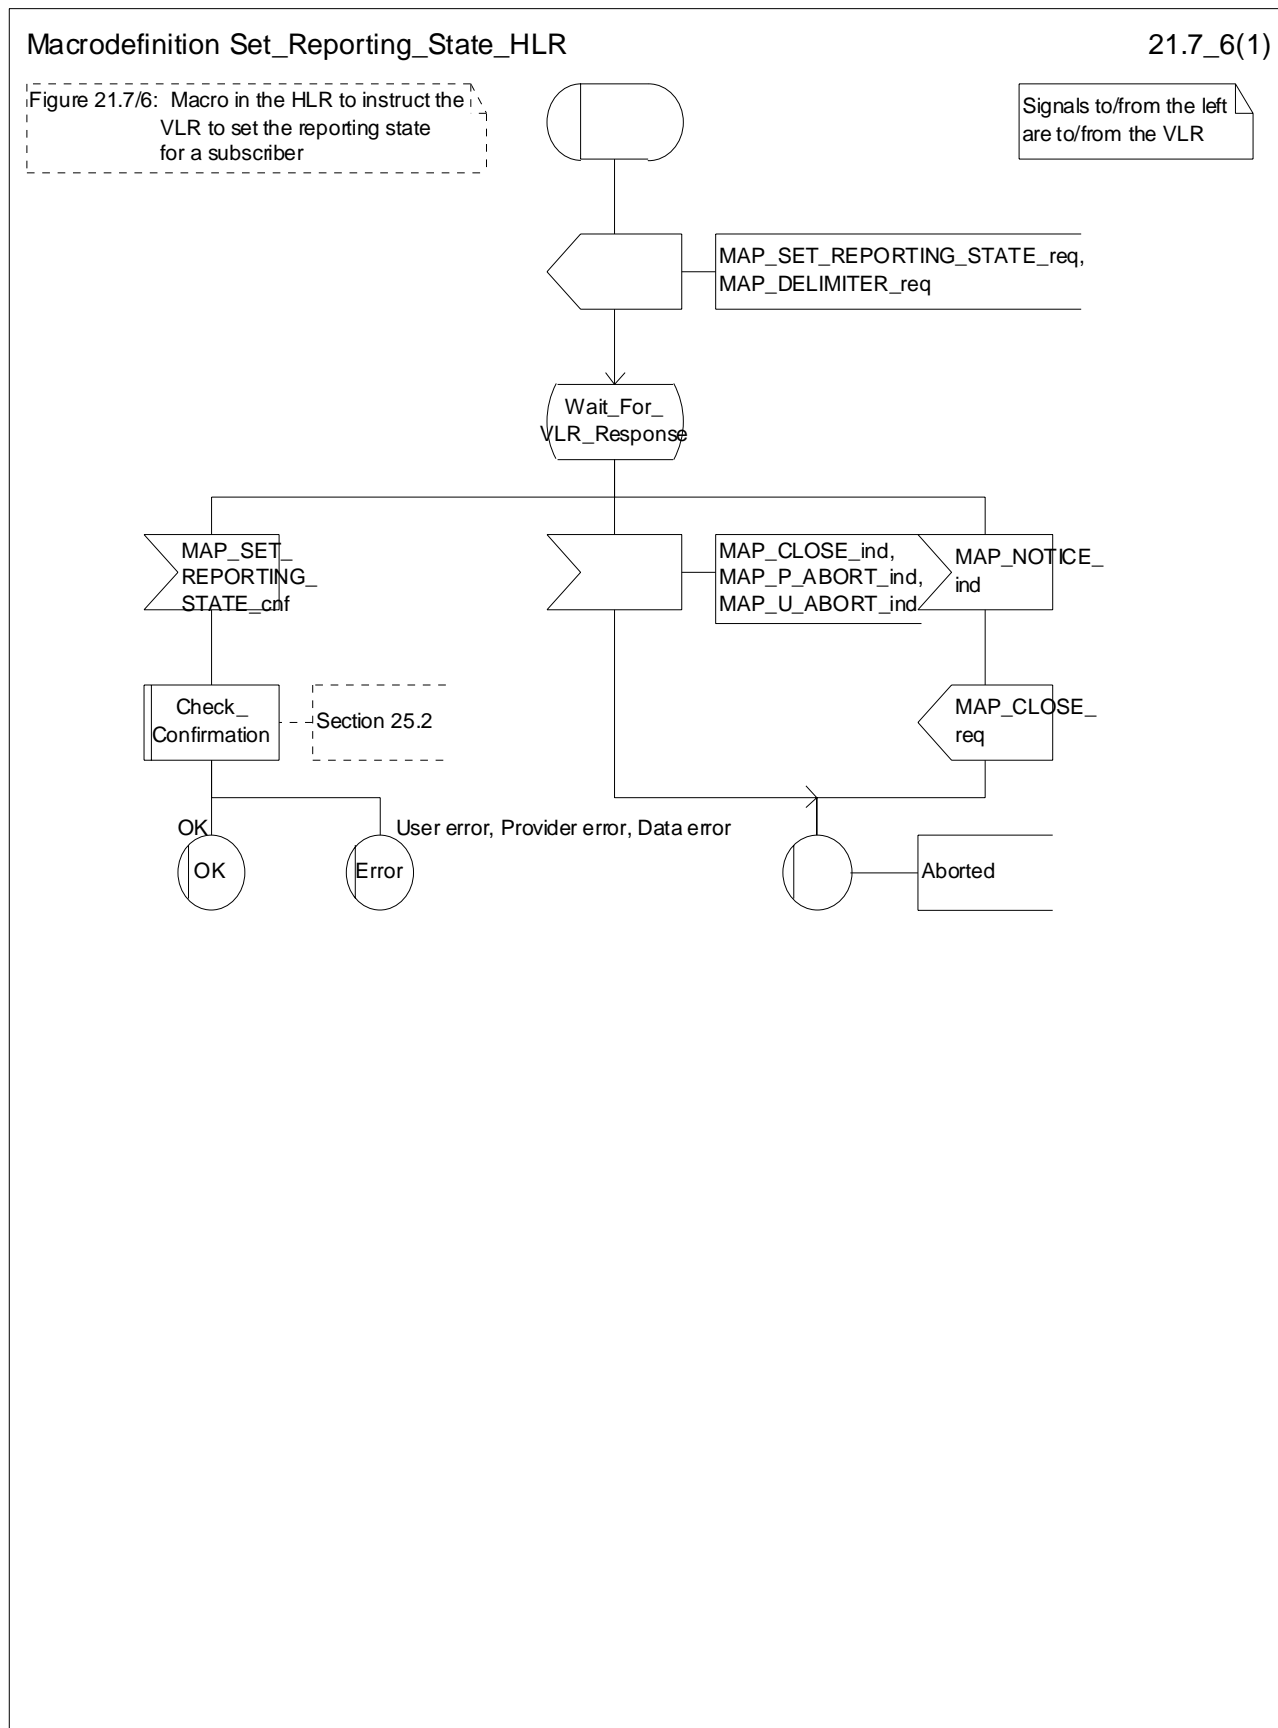 Macrodefinition Set_Reporting_State_HLR
21.7_6(1)
Figure 21.7/6: Macro in the HLR to instruct the
VLR to set the reporting state
for a subscriber
Signals to/from the left
are to/from the VLR
MAP_SET_REPORTING_STATE_req,
MAP_DELIMITER_req
Wait_For_
VLR_Response
MAP_SET_
REPORTING_
STATE_cnf
MAP_CLOSE_ind,
MAP_P_ABORT_ind,
MAP_U_ABORT_ind
MAP_NOTICE_
ind
Check_
Confirmation
Section 25.2
MAP_CLOSE_
req
OK
User error, Provider error, Data error
OK
Error
Aborted